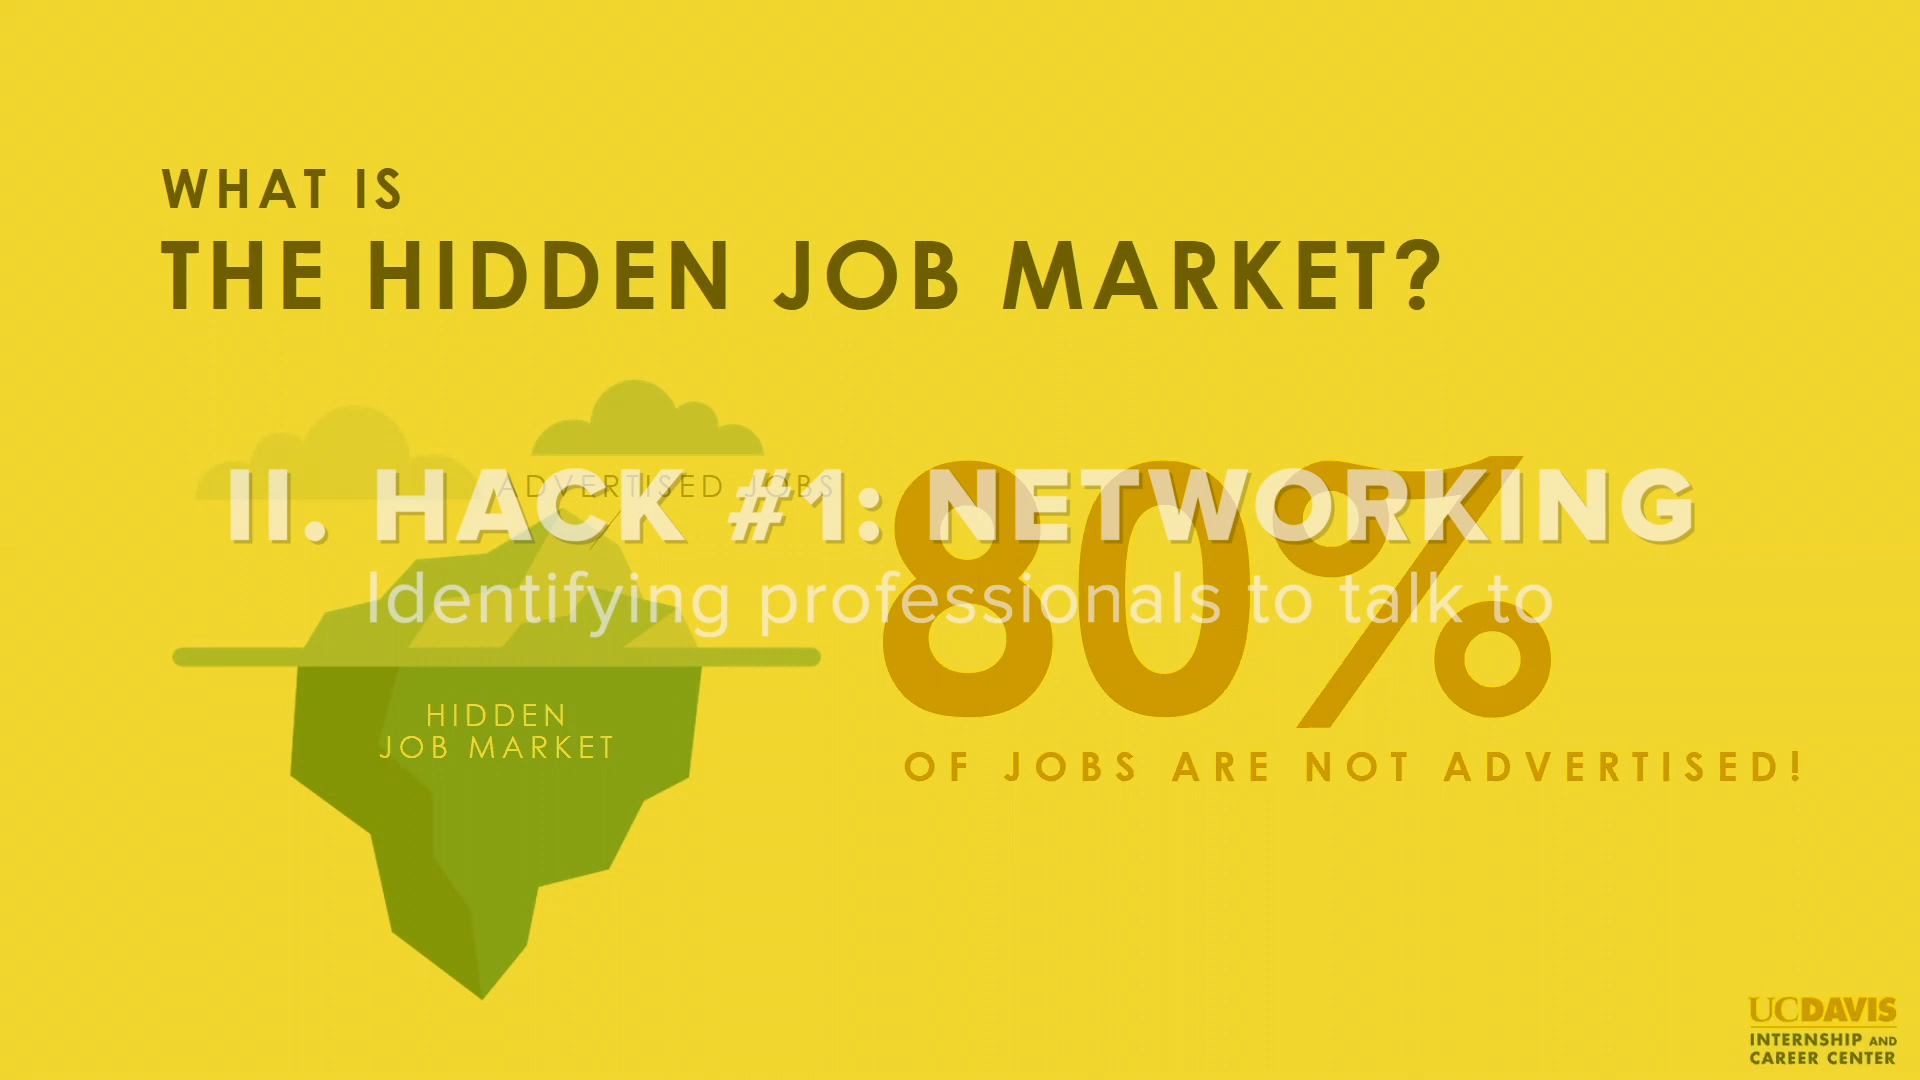 WHAT IS
THE HIDDEN JOB MARKET?
ADVERTISED JOBS
II. HACK #1: NETWORKING
Identifying professionals to talk to
80%
HIDDEN
JOB MARKET
OF JOBS ARE NOT ADVERTISED!
UCDAVIS
INTERNSHIP AND
CAREER CENTER